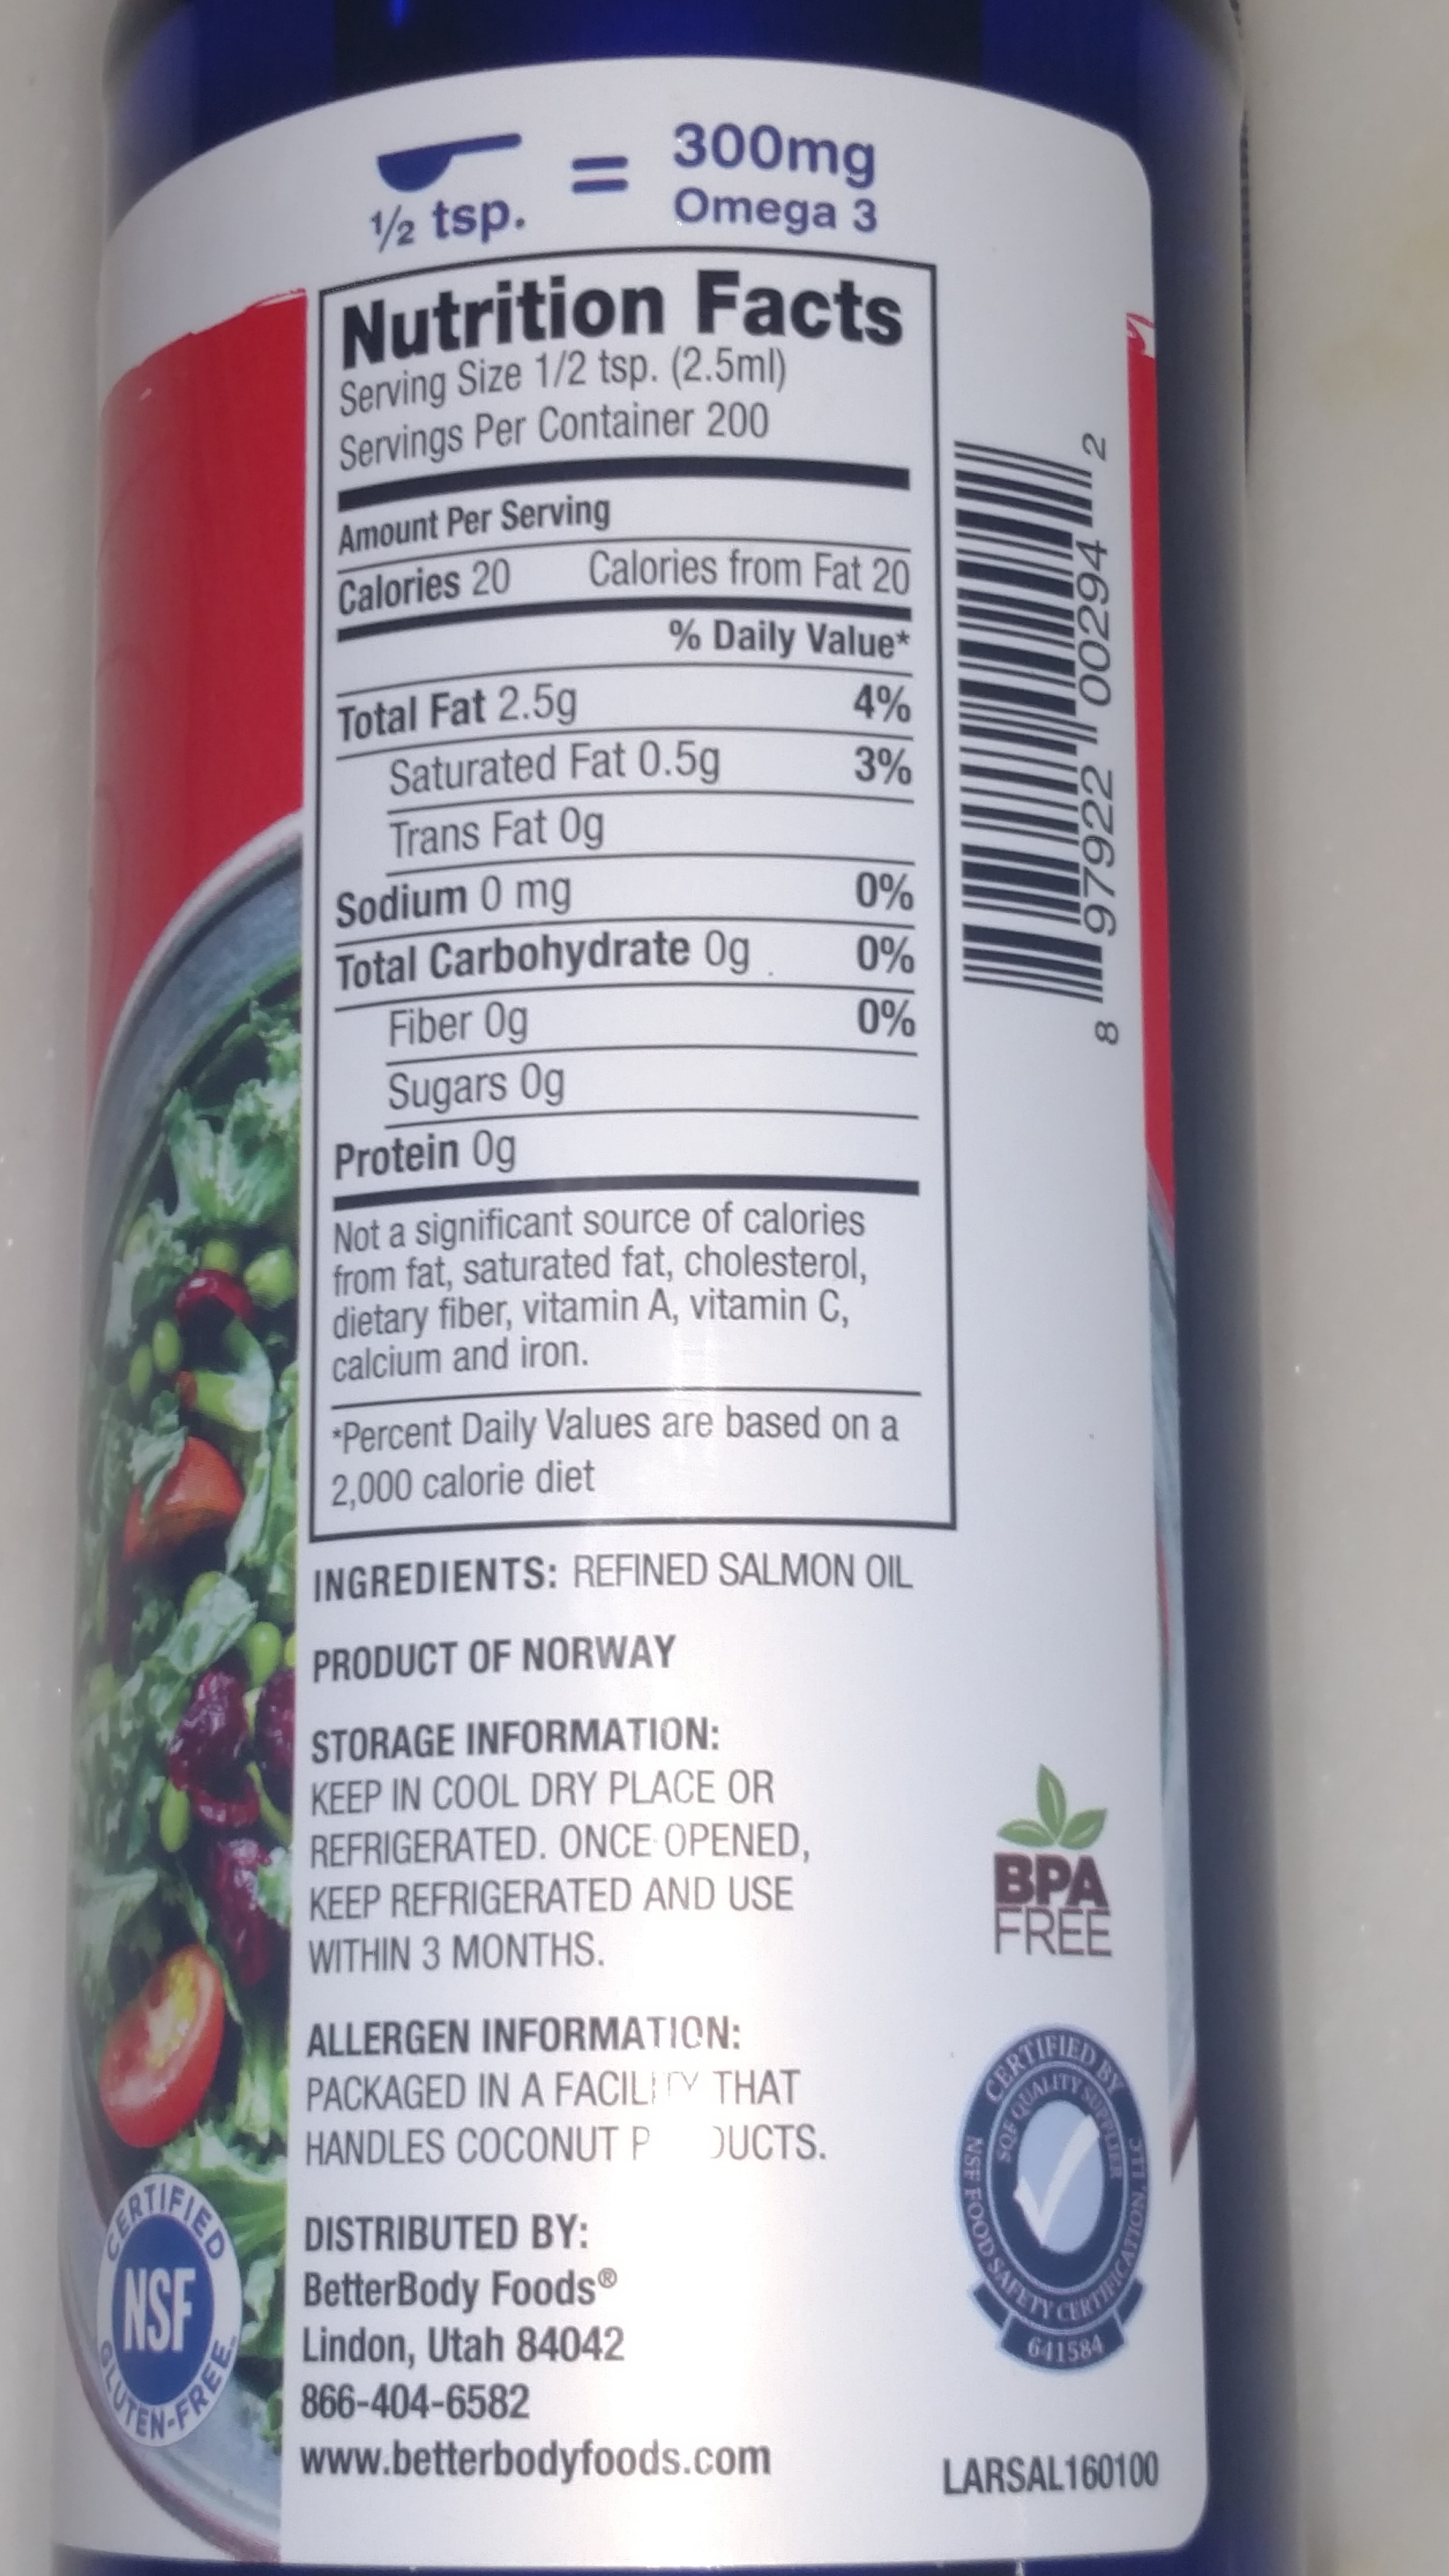 1/2 tsp. = 300mg
Omega 3
Nutrition Facts
Serving Size 1/2 tsp. (2.5ml)
Servings Per Container 200
Amount Per Serving
Calories 20 Calories from Fat 20
% Daily Value*
Total Fat 2.5g 4%
Saturated Fat 0.5g 3%
Trans Fat 0g
Sodium 0 mg 0%
Total Carbohydrate 0g 0%
Fiber 0g 0%
Sugars 0g
Protein 0g
Not a significant source of calories
from fat, saturated fat, cholesterol,
dietary fiber, vitamin A, vitamin C,
calcium and iron.
*Percent Daily Values are based on a
2,000 calorie diet
INGREDIENTS: REFINED SALMON OIL
PRODUCT OF NORWAY
STORAGE INFORMATION:
KEEP IN COOL DRY PLACE OR
REFRIGERATED. ONCE OPENED,
KEEP REFRIGERATED AND USE
WITHIN 3 MONTHS.
ALLERGEN INFORMATION:
PACKAGED IN A FACILITY THAT
HANDLES COCONUT PRODUCTS.
DISTRIBUTED BY:
BetterBody Foods®
Lindon, Utah 84042
866-404-6582
www.betterbodyfoods.com
8 97922 00294 2
BPA
FREE
CERTIFIED BY
NSF FOOD SAFETY CERTIFICATION, LLC
SQF QUALITY SUPPLIER
641584
LARSAL160100
CERTIFIED
NSF
GLUTEN-FREE